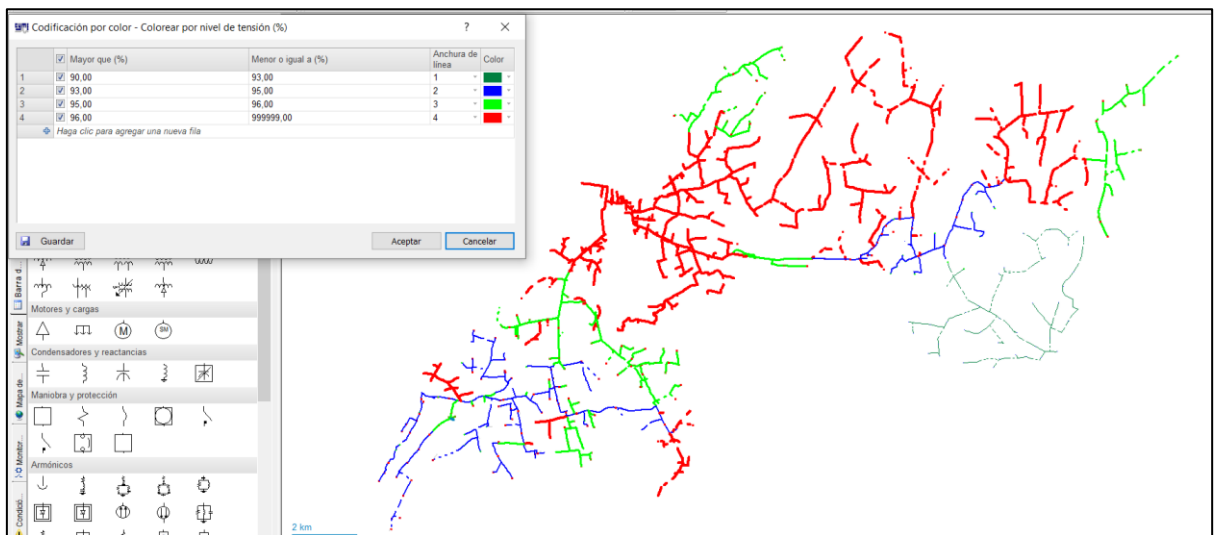 Codificación por color - Colorear por nivel de tensión (%)
?
Mayor que (%) Menor o igual a (%) Anchura de línea Color
1 90,00 93,00 1
2 93,00 95,00 2
3 95,00 96,00 3
4 96,00 999999,00 4
Haga clic para agregar una nueva fila
Guardar Aceptar Cancelar
Barra d...
Mostrar
Mapa de...
Monitor...
Condició...
Motores y cargas
M SM
Condensadores y reactancias
Maniobra y protección
Armónicos
2 km